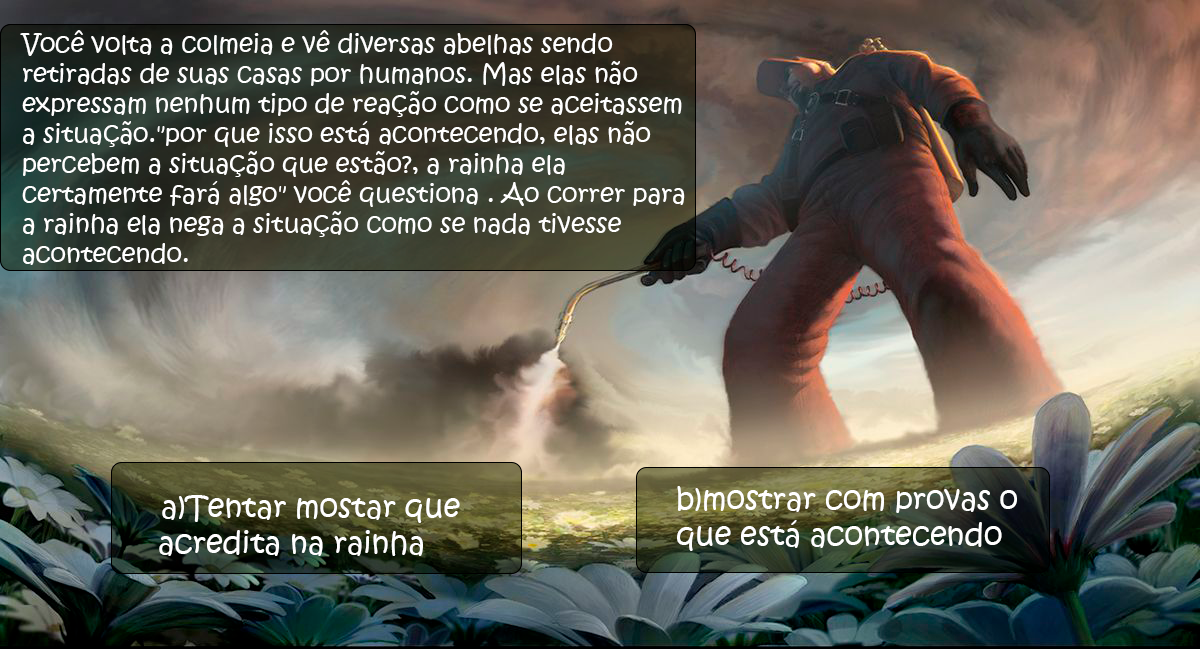 Você volta a colmeia e vê diversas abelhas sendo
retiradas de suas casas por humanos. Mas elas não
expressam nenhum tipo de reação como se aceitassem
a situação."por que isso está acontecendo, elas não
percebem a situação que estão?, a rainha ela
certamente fará algo" você questiona . Ao correr para
a rainha ela nega a situação como se nada tivesse
acontecendo.
a)Tentar mostar que
acredita na rainha
b)mostrar com provas o
que está acontecendo